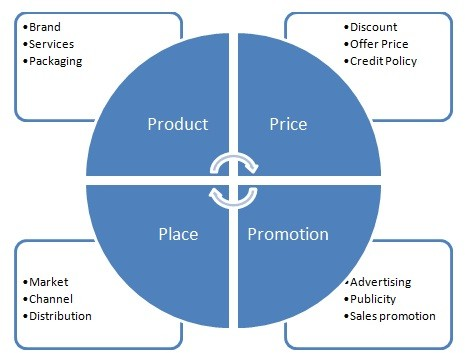 •Brand
•Services
•Packaging
•Discount
•Offer Price
•Credit Policy
Product
Price
Place
Promotion
•Market
•Channel
•Distribution
•Advertising
•Publicity
•Sales promotion